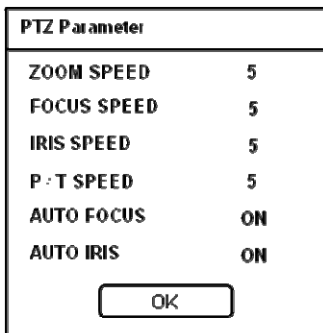 PTZ Parameter
ZOOM SPEED 5
FOCUS SPEED 5
IRIS SPEED 5
P/T SPEED 5
AUTO FOCUS ON
AUTO IRIS ON
OK